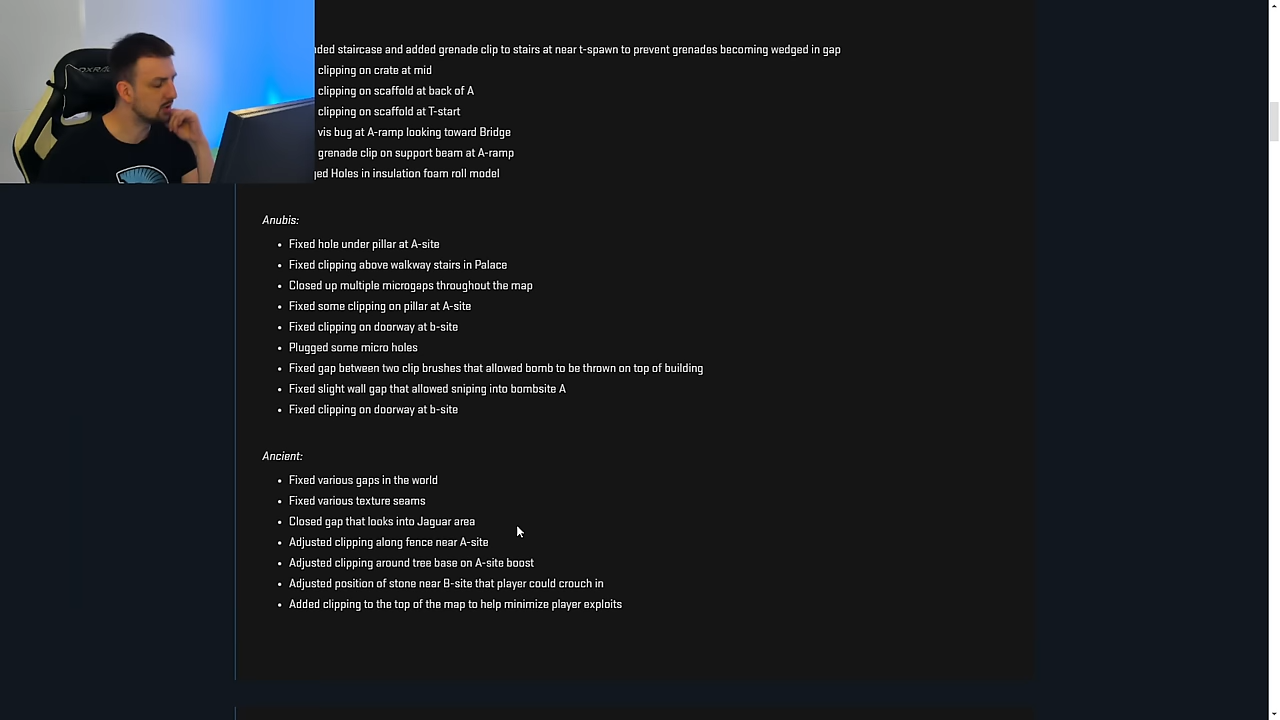 staircase and added grenade clip to stairs at near t-spawn to prevent grenades becoming wedged in gap
clipping on crate at mid
clipping on scaffold at back of A
clipping on scaffold at T-start
vis bug at A-ramp looking toward Bridge
grenade clip on support beam at A-ramp
Holes in insulation foam roll model
Anubis:
• Fixed hole under pillar at A-site
• Fixed clipping above walkway stairs in Palace
• Closed up multiple microgaps throughout the map
• Fixed some clipping on pillar at A-site
• Fixed clipping on doorway at b-site
• Plugged some micro holes
• Fixed gap between two clip brushes that allowed bomb to be thrown on top of building
• Fixed slight wall gap that allowed sniping into bombsite A
• Fixed clipping on doorway at b-site
Ancient:
• Fixed various gaps in the world
• Fixed various texture seams
• Closed gap that looks into Jaguar area
• Adjusted clipping along fence near A-site
• Adjusted clipping around tree base on A-site boost
• Adjusted position of stone near B-site that player could crouch in
• Added clipping to the top of the map to help minimize player exploits